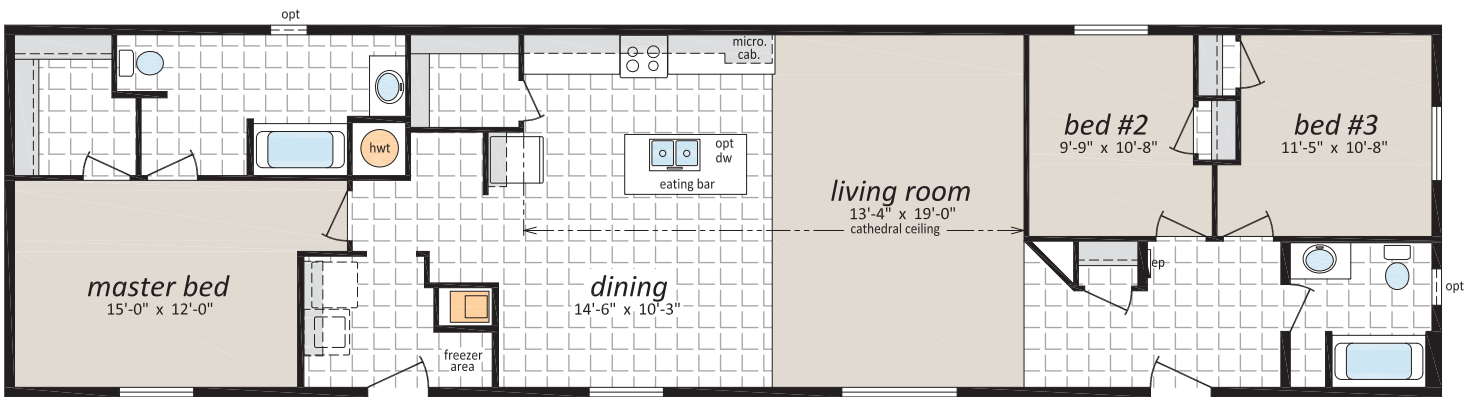 opt
micro.
cab.
hwt
opt
dw
eating bar
bed #2
9'-9" x 10'-8"
bed #3
11'-5" x 10'-8"
living room
13'-4" x 19'-0"
cathedral ceiling
master bed
15'-0" x 12'-0"
dining
14'-6" x 10'-3"
ep
opt
freezer
area